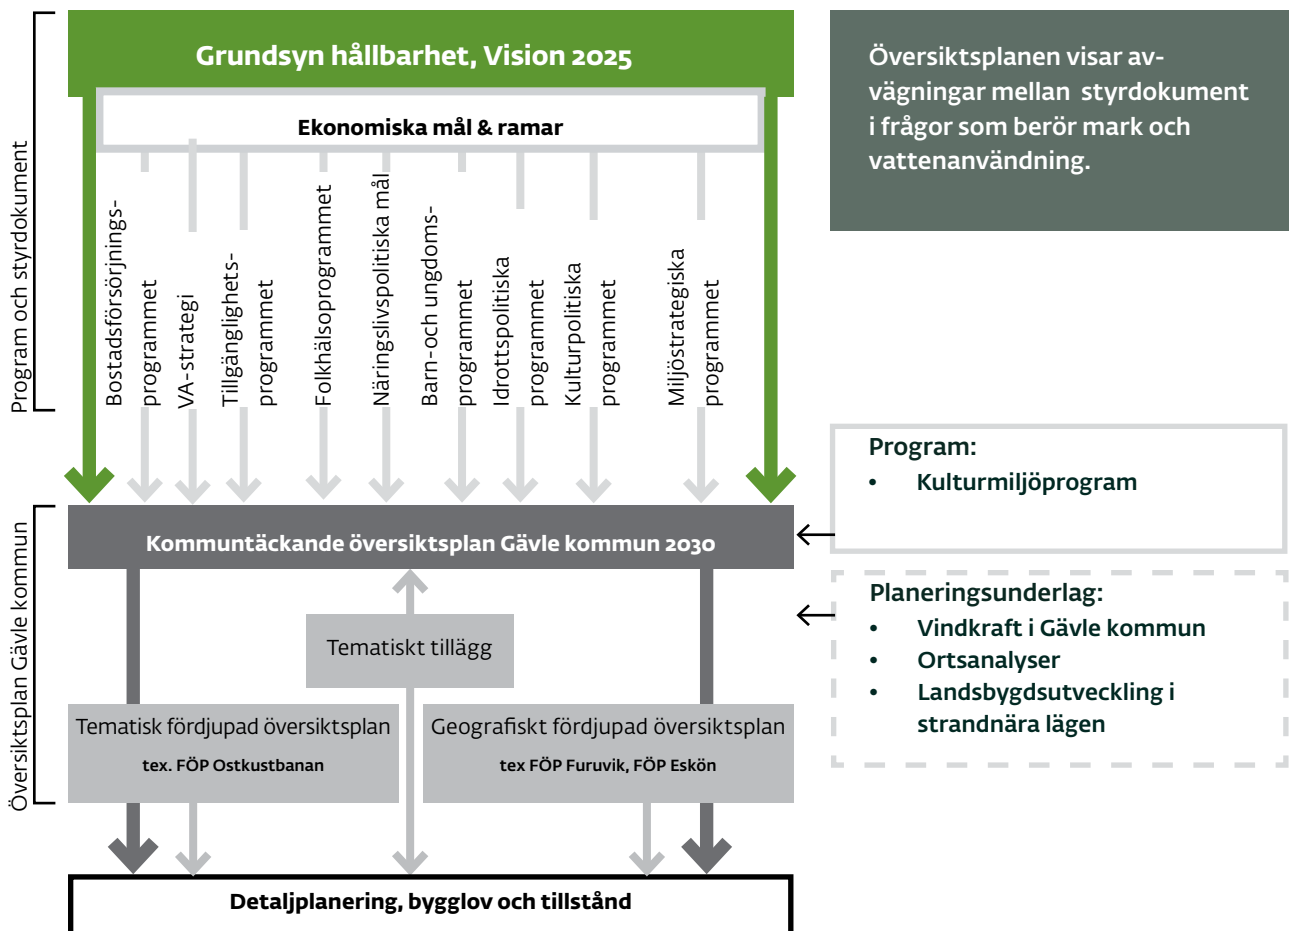 Program och styrdokument
Grundsyn hållbarhet, Vision 2025
Ekonomiska mål & ramar
Bostadsförsörjnings-
programmet
VA-strategi
Tillgänglighets-
programmet
Folkhälsoprogrammet
Näringslivspolitiska mål
Barn-och ungdoms-
programmet
Idrottspolitiska
programmet
Kulturpolitiska
programmet
Miljöstrategiska
programmet
Översiktsplanen visar av-
vägningar mellan styrdokument
i frågor som berör mark och
vattenanvändning.
Översiktsplan Gävle kommun
Kommuntäckande översiktsplan Gävle kommun 2030
Tematiskt tillägg
Tematisk fördjupad översiktsplan
tex. FÖP Ostkustbanan
Geografiskt fördjupad översiktsplan
tex FÖP Furuvik, FÖP Eskön
Detaljplanering, bygglov och tillstånd
Program:
• Kulturmiljöprogram
Planeringsunderlag:
• Vindkraft i Gävle kommun
• Ortsanalyser
• Landsbygdsutveckling i
strandnära lägen